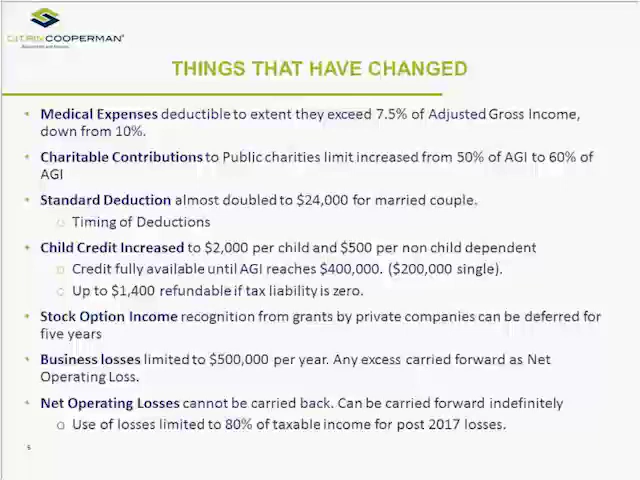 CITRINCOOPERMAN®
THINGS THAT HAVE CHANGED
• Medical Expenses deductible to extent they exceed 7.5% of Adjusted Gross Income,
down from 10%.
• Charitable Contributions to Public charities limit increased from 50% of AGI to 60% of
AGI
• Standard Deduction almost doubled to $24,000 for married couple.
o Timing of Deductions
• Child Credit Increased to $2,000 per child and $500 per non child dependent
o Credit fully available until AGI reaches $400,000. ($200,000 single).
o Up to $1,400 refundable if tax liability is zero.
• Stock Option Income recognition from grants by private companies can be deferred for
five years
• Business losses limited to $500,000 per year. Any excess carried forward as Net
Operating Loss.
• Net Operating Losses cannot be carried back. Can be carried forward indefinitely
o Use of losses limited to 80% of taxable income for post 2017 losses.